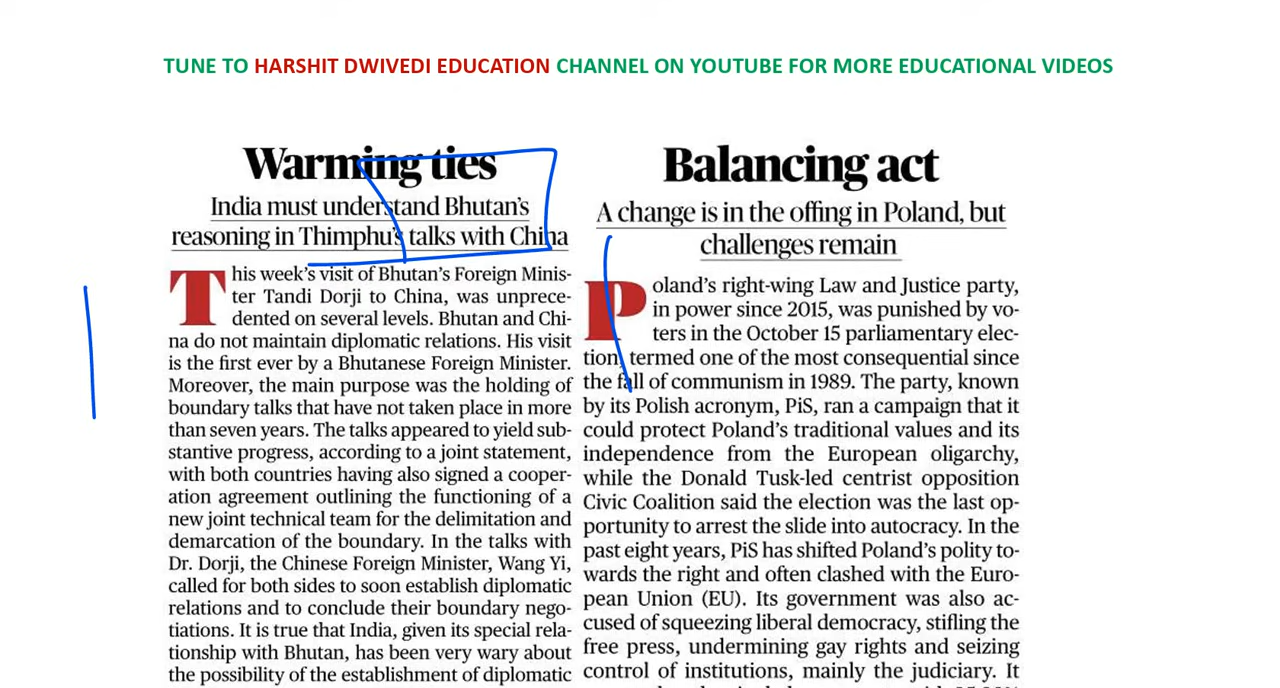 TUNE TO HARSHIT DWIVEDI EDUCATION CHANNEL ON YOUTUBE FOR MORE EDUCATIONAL VIDEOS
Warming ties
India must understand Bhutan's
reasoning in Thimphu's talks with China
This week's visit of Bhutan's Foreign Minis-
ter Tandi Dorji to China, was unprece-
dented on several levels. Bhutan and Chi-
na do not maintain diplomatic relations. His visit
is the first ever by a Bhutanese Foreign Minister.
Moreover, the main purpose was the holding of
boundary talks that have not taken place in more
than seven years. The talks appeared to yield sub-
stantive progress, according to a joint statement,
with both countries having also signed a cooper-
ation agreement outlining the functioning of a
new joint technical team for the delimitation and
demarcation of the boundary. In the talks with
Dr. Dorji, the Chinese Foreign Minister, Wang Yi,
called for both sides to soon establish diplomatic
relations and to conclude their boundary nego-
tiations. It is true that India, given its special rela-
tionship with Bhutan, has been very wary about
the possibility of the establishment of diplomatic
Balancing act
A change is in the offing in Poland, but
challenges remain
Poland's right-wing Law and Justice party,
in power since 2015, was punished by vo-
ters in the October 15 parliamentary elec-
tion, termed one of the most consequential since
the fall of communism in 1989. The party, known
by its Polish acronym, PiS, ran a campaign that it
could protect Poland's traditional values and its
independence from the European oligarchy,
while the Donald Tusk-led centrist opposition
Civic Coalition said the election was the last op-
portunity to arrest the slide into autocracy. In the
past eight years, PiS has shifted Poland's polity to-
wards the right and often clashed with the Euro-
pean Union (EU). Its government was also ac-
cused of squeezing liberal democracy, stifling the
free press, undermining gay rights and seizing
control of institutions, mainly the judiciary. It